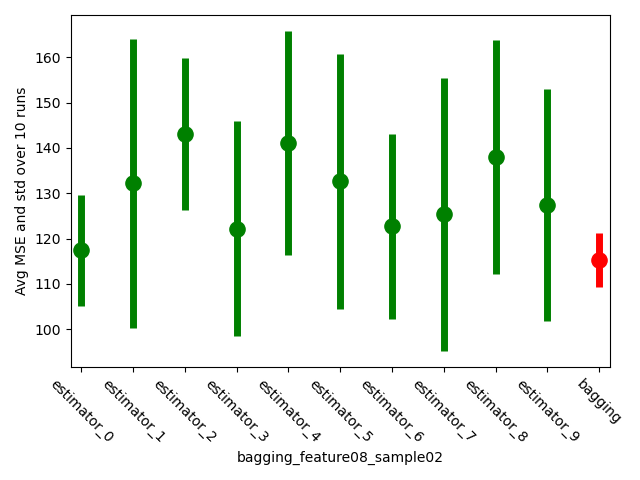 Avg MSE and std over 10 runs
160
150
140
130
120
110
100
estimator_0
estimator_1
estimator_2
estimator_3
estimator_4
estimator_5
estimator_6
estimator_7
estimator_8
estimator_9
bagging
bagging_feature08_sample02